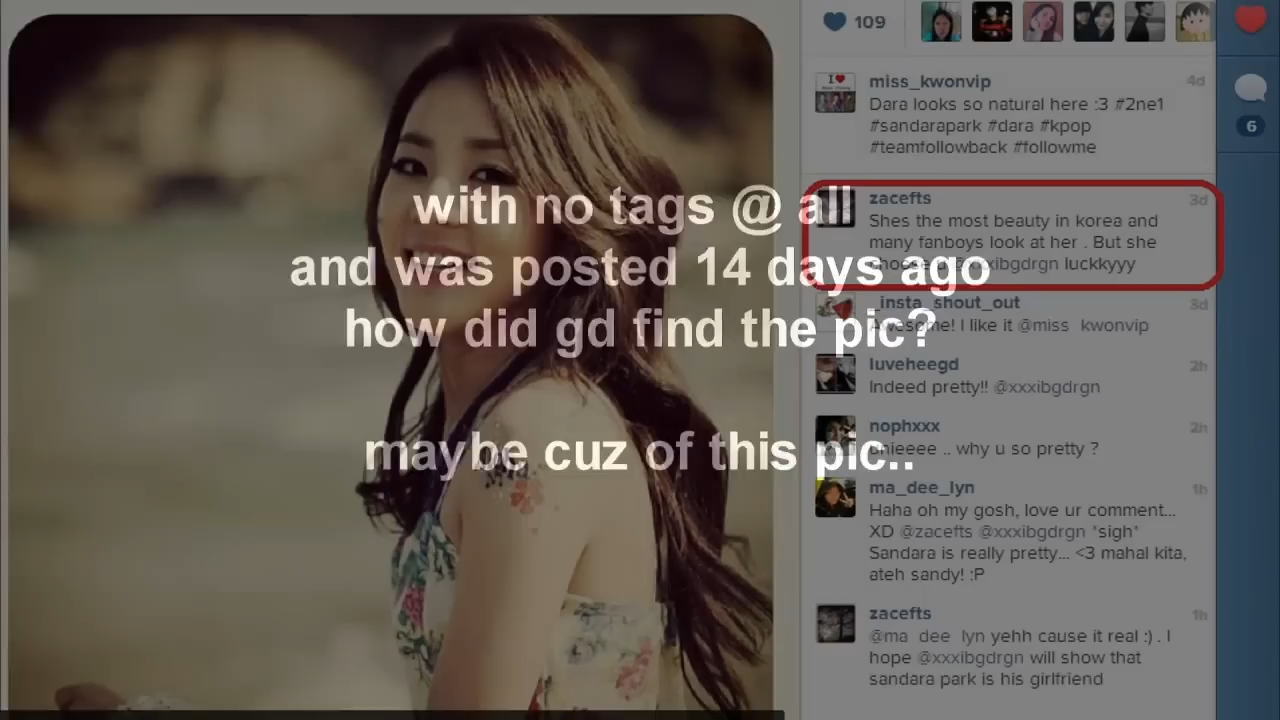 with no tags @ all
and was posted 14 days ago
how did gd find the pic?
maybe cuz of this pic..
109
miss_kwonvip 4d
Dara looks so natural here :3 #2ne1
#sandarapark #dara #kpop
#teamfollowback #followme
zacefts 3d
Shes the most beauty in korea and
many fanboys look at her . But she
choose u @xxxibgdrgn luckkyyy
_insta_shout_out 3d
Awesome! I like it @miss_kwonvip
luveheegd 2h
Indeed pretty!! @xxxibgdrgn
nophxxx 2h
unieeee .. why u so pretty ?
ma_dee_lyn 1h
Haha oh my gosh, love ur comment...
XD @zacefts @xxxibgdrgn *sigh*
Sandara is really pretty... <3 mahal kita,
ateh sandy! :P
zacefts 1h
@ma_dee_lyn yehh cause it real :) . I
hope @xxxibgdrgn will show that
sandara park is his girlfriend
6